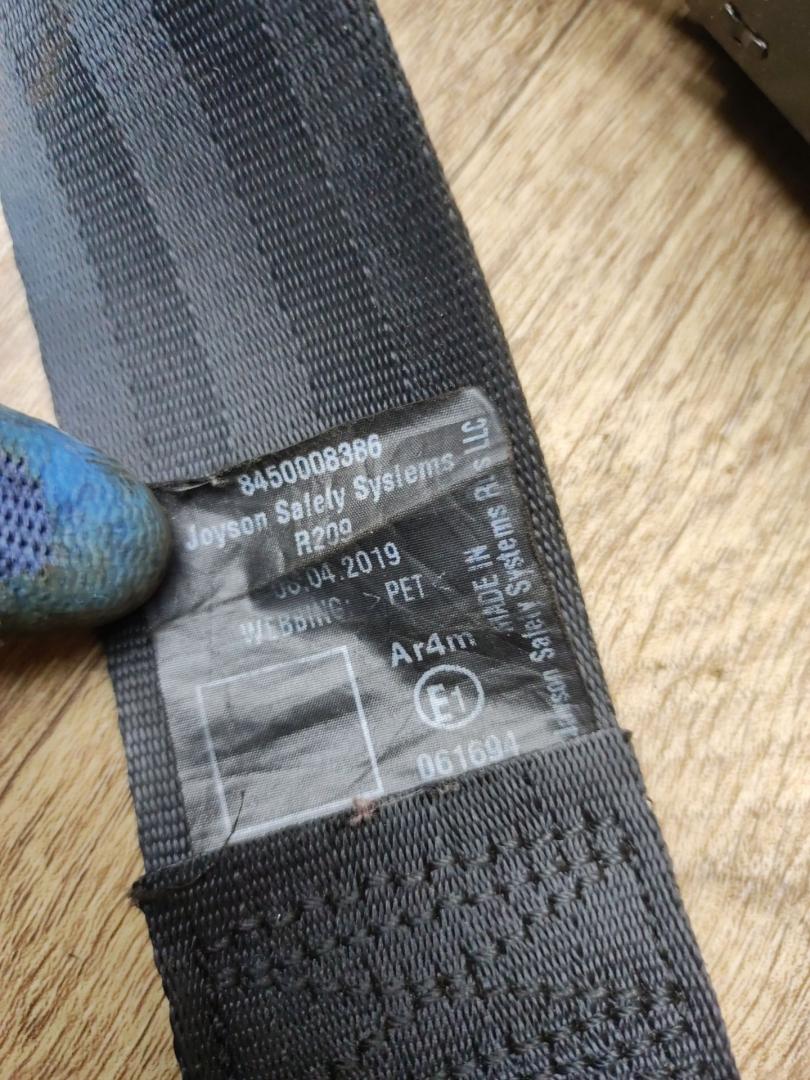 8450008386
Joyson Safety Systems
R209
.04.2019
WEBBING: >PET<
Ar4m
E1
061694
MADE IN
Joyson Safety Systems RUS LLC